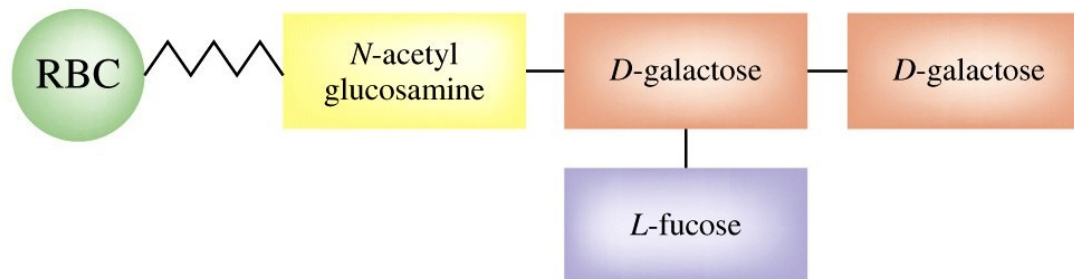 RBC
N-acetyl
glucosamine
D-galactose
D-galactose
L-fucose